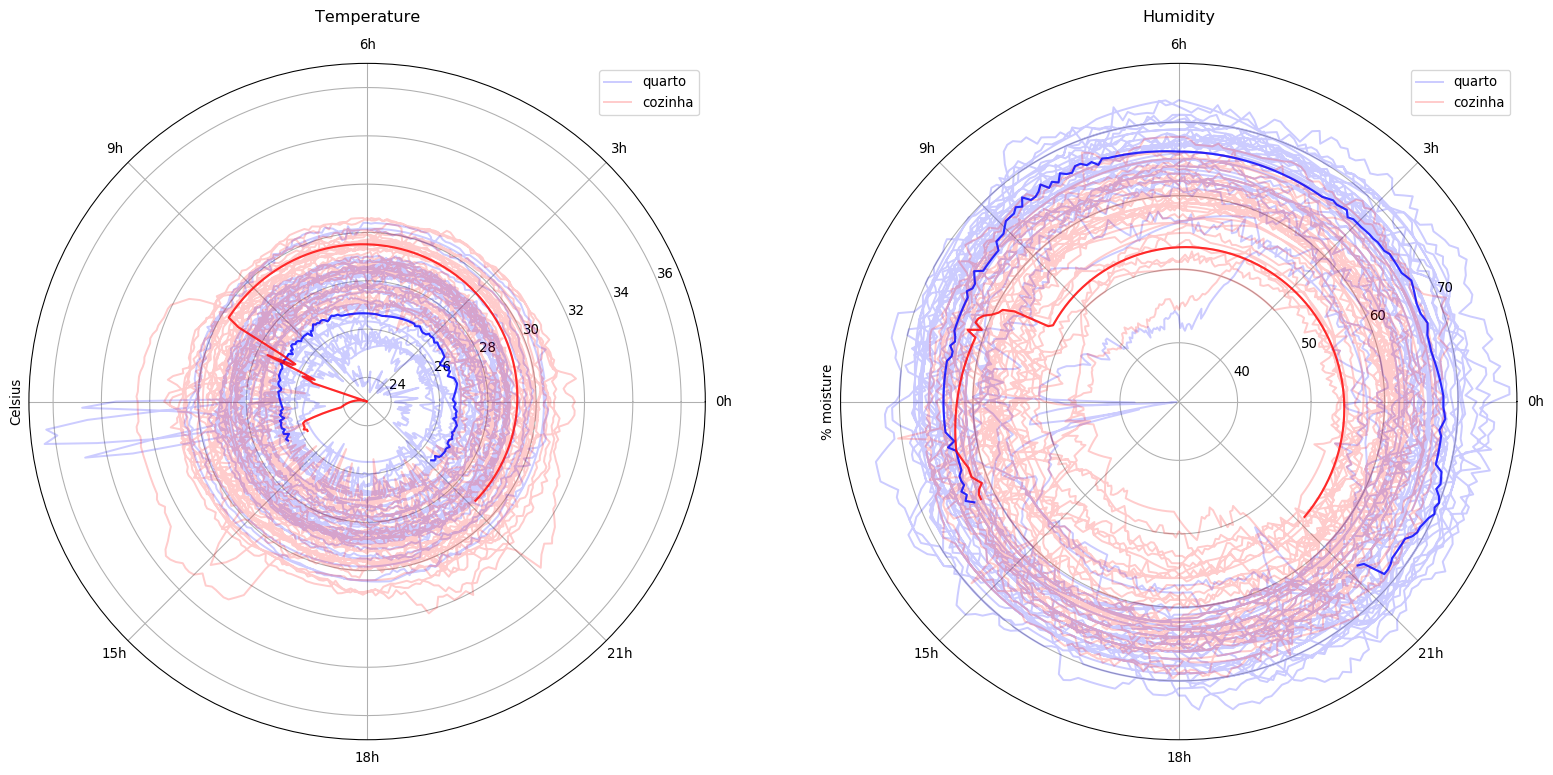 Temperature
6h
quarto
cozinha
9h
3h
36
34
32
30
28
26
24
Celsius
0h
15h
21h
18h
Humidity
6h
quarto
cozinha
9h
3h
70
60
50
40
% moisture
0h
15h
21h
18h